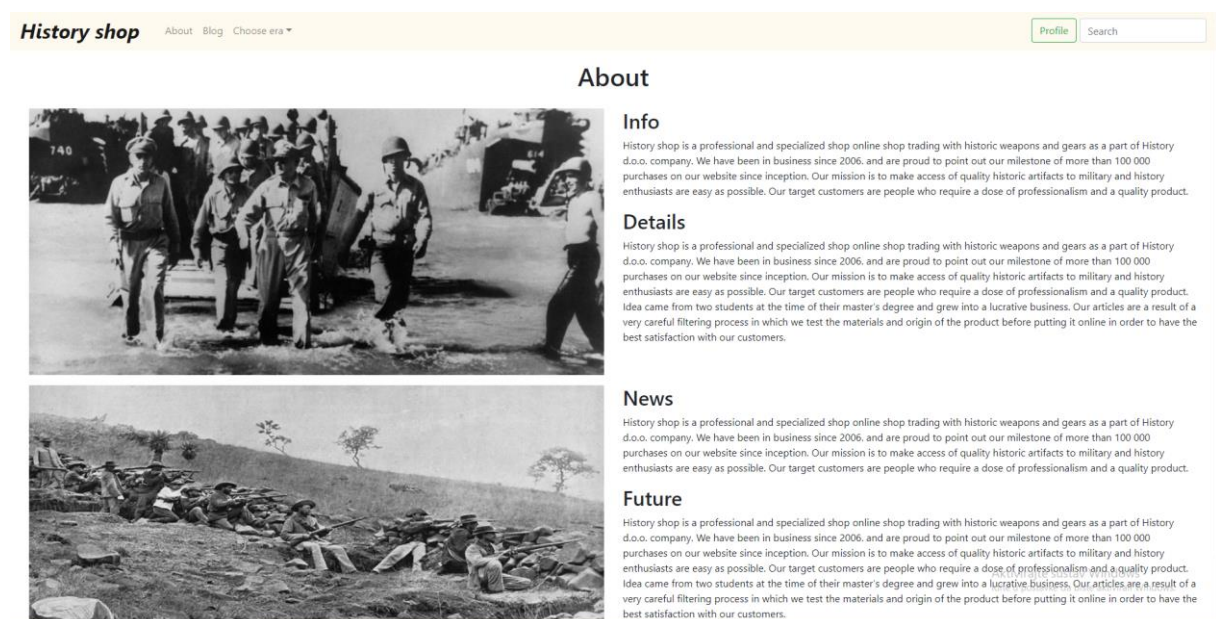 History shop
About
Blog
Choose era
Profile
Search
About
740
614
Info
History shop is a professional and specialized shop online shop trading with historic weapons and gears as a part of History
d.o.o. company. We have been in business since 2006. and are proud to point out our milestone of more than 100 000
purchases on our website since inception. Our mission is to make access of quality historic artifacts to military and history
enthusiasts are easy as possible. Our target customers are people who require a dose of professionalism and a quality product.
Details
History shop is a professional and specialized shop online shop trading with historic weapons and gears as a part of History
d.o.o. company. We have been in business since 2006. and are proud to point out our milestone of more than 100 000
purchases on our website since inception. Our mission is to make access of quality historic artifacts to military and history
enthusiasts are easy as possible. Our target customers are people who require a dose of professionalism and a quality product.
Idea came from two students at the time of their master's degree and grew into a lucrative business. Our articles are a result of a
very careful filtering process in which we test the materials and origin of the product before putting it online in order to have the
best satisfaction with our customers.
News
History shop is a professional and specialized shop online shop trading with historic weapons and gears as a part of History
d.o.o. company. We have been in business since 2006. and are proud to point out our milestone of more than 100 000
purchases on our website since inception. Our mission is to make access of quality historic artifacts to military and history
enthusiasts are easy as possible. Our target customers are people who require a dose of professionalism and a quality product.
Future
History shop is a professional and specialized shop online shop trading with historic weapons and gears as a part of History
d.o.o. company. We have been in business since 2006. and are proud to point out our milestone of more than 100 000
purchases on our website since inception. Our mission is to make access of quality historic artifacts to military and history
enthusiasts are easy as possible. Our target customers are people who require a dose of professionalism and a quality product.
Idea came from two students at the time of their master's degree and grew into a lucrative business. Our articles are a result of a
very careful filtering process in which we test the materials and origin of the product before putting it online in order to have the
best satisfaction with our customers.
Aktivirajte sustav Windows